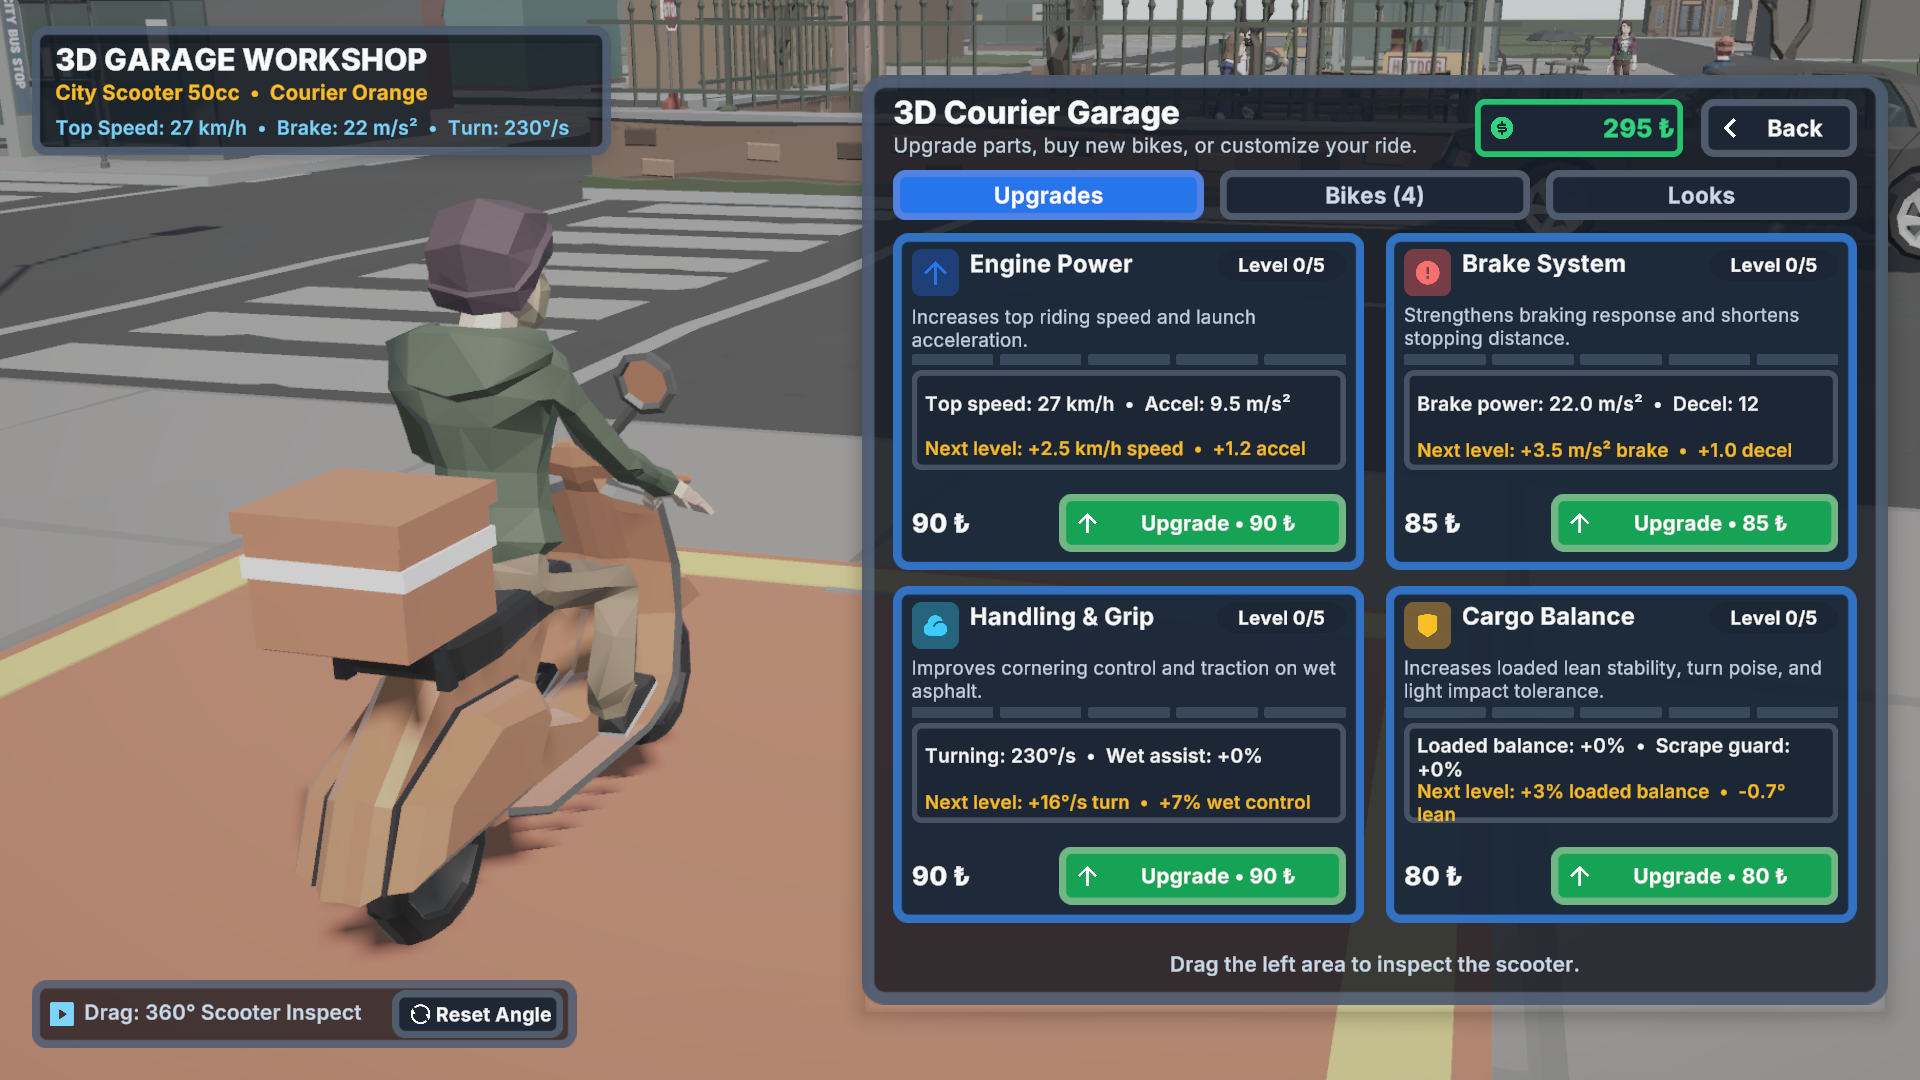 CITY BUS STOP
STOP
HOTDOG
3D GARAGE WORKSHOP
City Scooter 50cc • Courier Orange
Top Speed: 27 km/h • Brake: 22 m/s² • Turn: 230°/s
3D Courier Garage
Upgrade parts, buy new bikes, or customize your ride.
295 ₺
Back
Upgrades
Bikes (4)
Looks
Engine Power
Level 0/5
Increases top riding speed and launch
acceleration.
Top speed: 27 km/h • Accel: 9.5 m/s²
Next level: +2.5 km/h speed • +1.2 accel
90 ₺
Upgrade • 90 ₺
Brake System
Level 0/5
Strengthens braking response and shortens
stopping distance.
Brake power: 22.0 m/s² • Decel: 12
Next level: +3.5 m/s² brake • +1.0 decel
85 ₺
Upgrade • 85 ₺
Handling & Grip
Level 0/5
Improves cornering control and traction on wet
asphalt.
Turning: 230°/s • Wet assist: +0%
Next level: +16°/s turn • +7% wet control
90 ₺
Upgrade • 90 ₺
Cargo Balance
Level 0/5
Increases loaded lean stability, turn poise, and
light impact tolerance.
Loaded balance: +0% • Scrape guard:
+0%
Next level: +3% loaded balance • -0.7°
lean
80 ₺
Upgrade • 80 ₺
Drag the left area to inspect the scooter.
Drag: 360° Scooter Inspect
Reset Angle